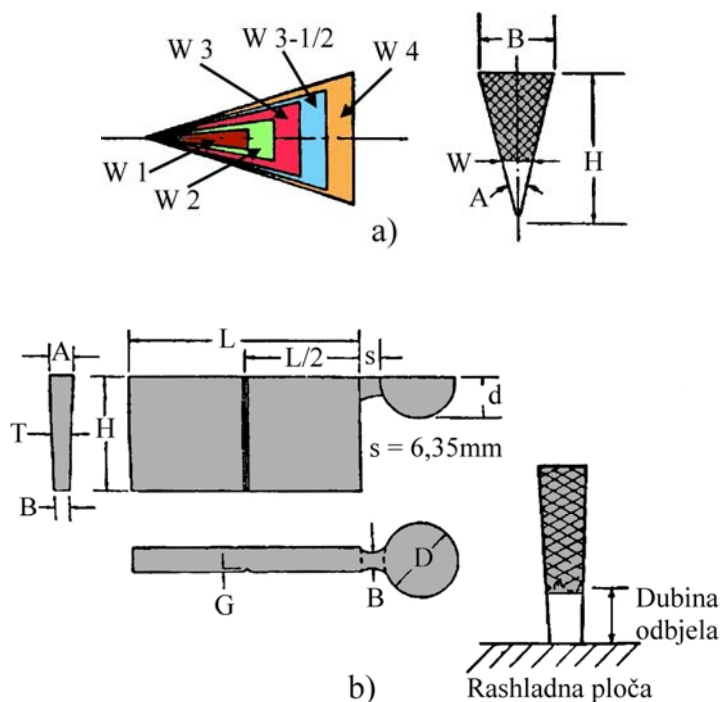 W 3-1/2
W 3
W 4
W 1
W 2
B
W
H
A
a)
L
A
L/2
s
d
T
H
s = 6,35mm
B
D
G
B
Dubina
odbjela
Rashladna ploča
b)